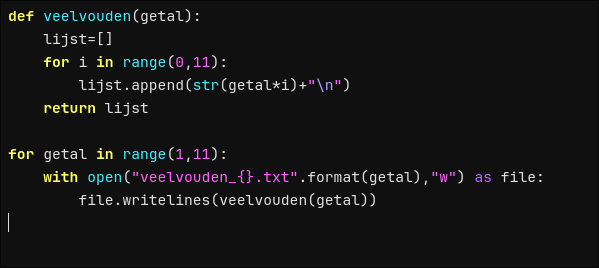 def veelvouden(getal):
    lijst=[]
    for i in range(0,11):
        lijst.append(str(getal*i)+"\n")
    return lijst

for getal in range(1,11):
    with open("veelvouden_{}.txt".format(getal),"w") as file:
        file.writelines(veelvouden(getal))